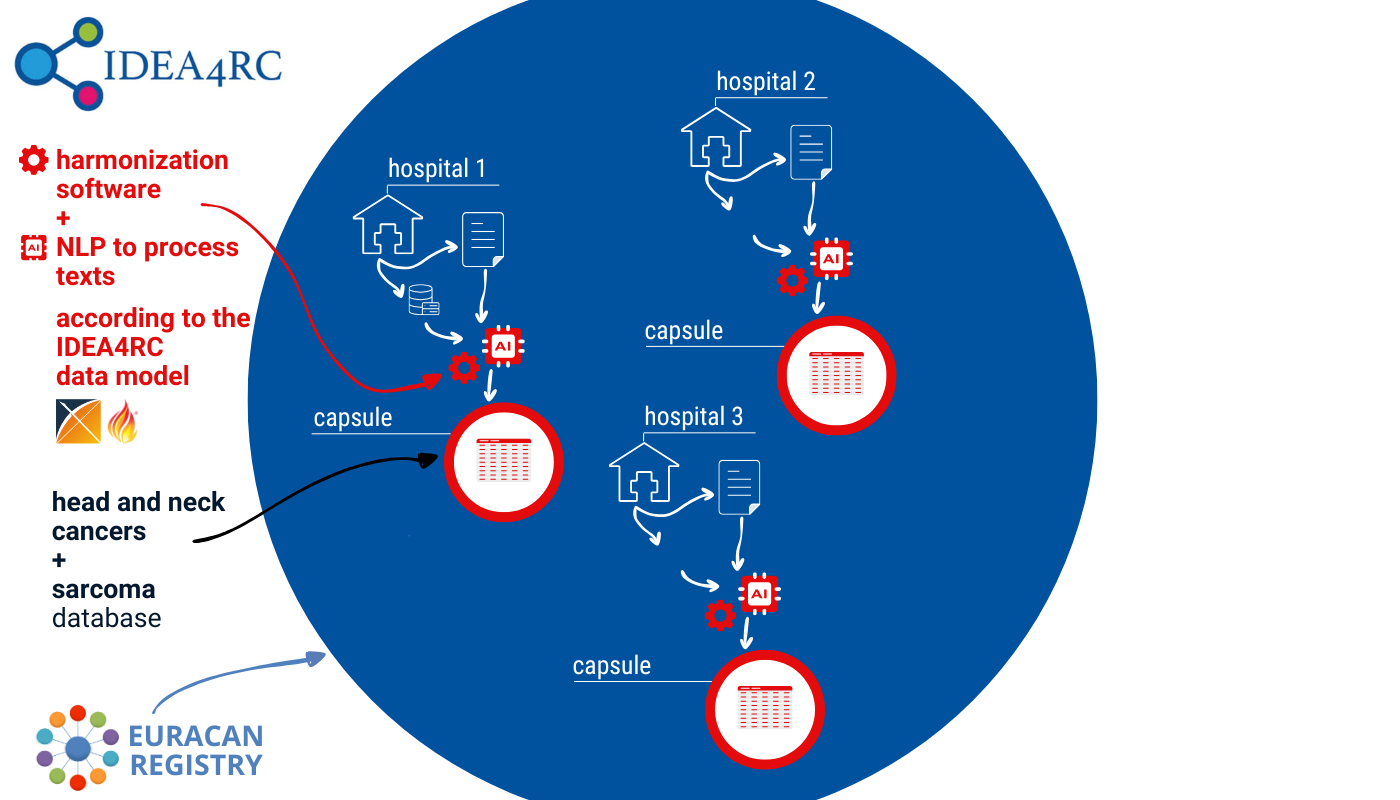 IDEA4RC
harmonization
software
+
NLP to process
texts
according to the
IDEA4RC
data model
head and neck
cancers
+
sarcoma
database
EURACAN
REGISTRY
hospital 1
AI
capsule
hospital 2
AI
capsule
hospital 3
AI
capsule
AI